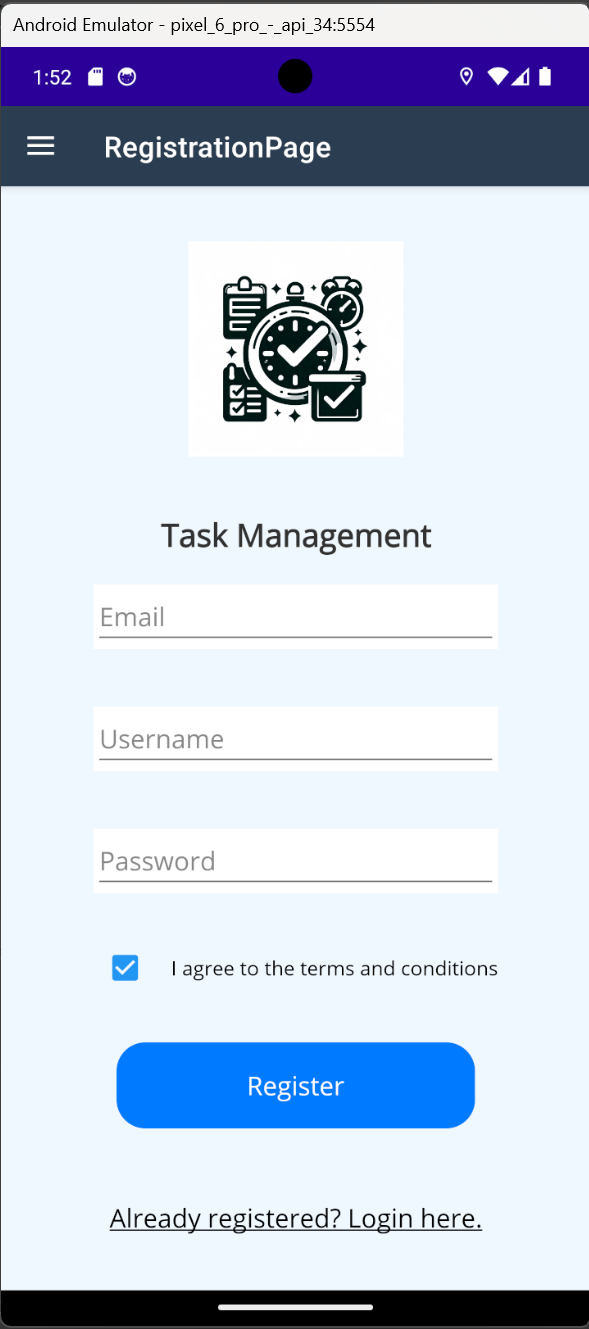 Android Emulator - pixel_6_pro_-_api_34:5554
1:52
RegistrationPage
Task Management
Email
Username
Password
I agree to the terms and conditions
Register
Already registered? Login here.